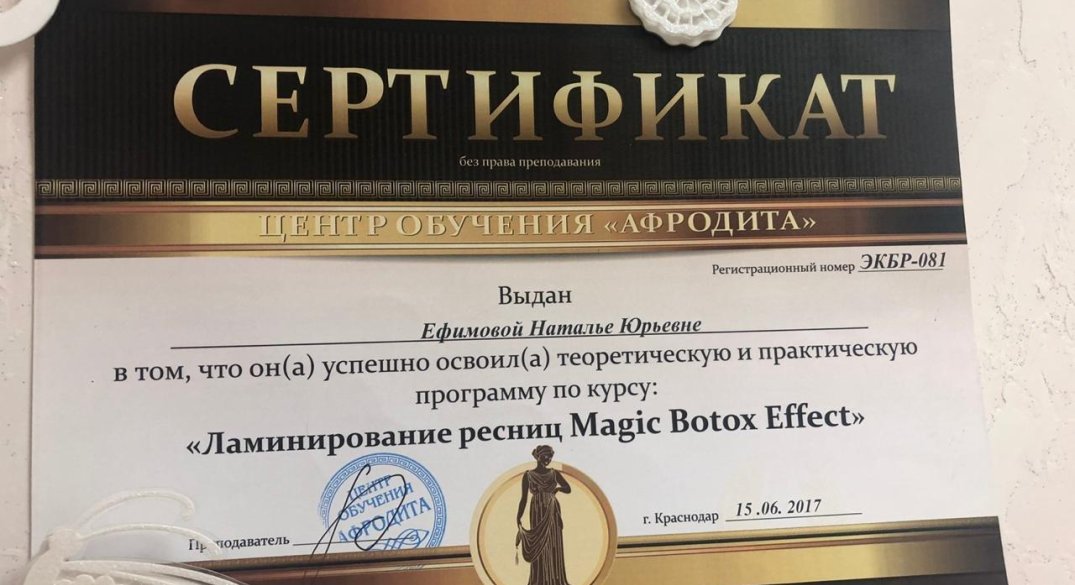 СЕРТИФИКАТ
без права преподавания
ЦЕНТР ОБУЧЕНИЯ «АФРОДИТА»
Регистрационный номер ЭКБР-081
Выдан
Ефимовой Наталье Юрьевне
в том, что он(а) успешно освоил(а) теоретическую и практическую
программу по курсу:
«Ламинирование ресниц Magic Botox Effect»
ЦЕНТР
ОБУЧЕНИЯ
АФРОДИТА
г. Краснодар 15.06. 2017
Преподаватель